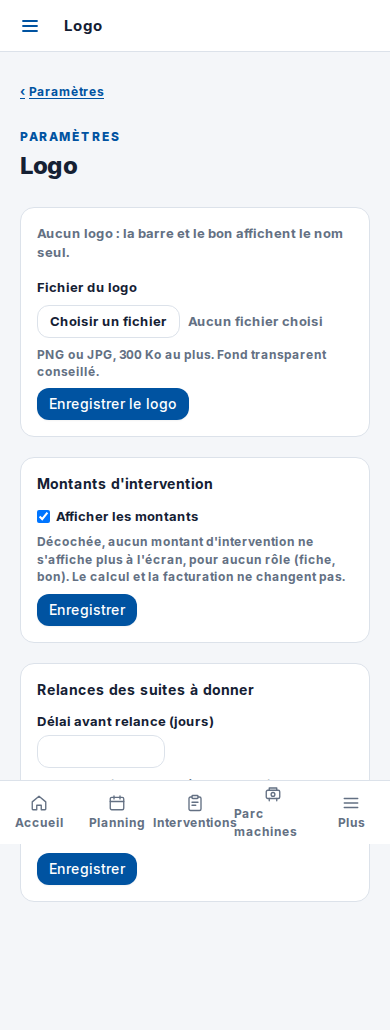 Logo
‹ Paramètres
PARAMÈTRES
Logo
Aucun logo : la barre et le bon affichent le nom
seul.
Fichier du logo
Choisir un fichier Aucun fichier choisi
PNG ou JPG, 300 Ko au plus. Fond transparent
conseillé.
Enregistrer le logo
Montants d'intervention
Afficher les montants
Décochée, aucun montant d'intervention ne
s'affiche plus à l'écran, pour aucun rôle (fiche,
bon). Le calcul et la facturation ne changent pas.
Enregistrer
Relances des suites à donner
Délai avant relance (jours)
Accueil Planning Interventions Parc
machines Plus
Enregistrer